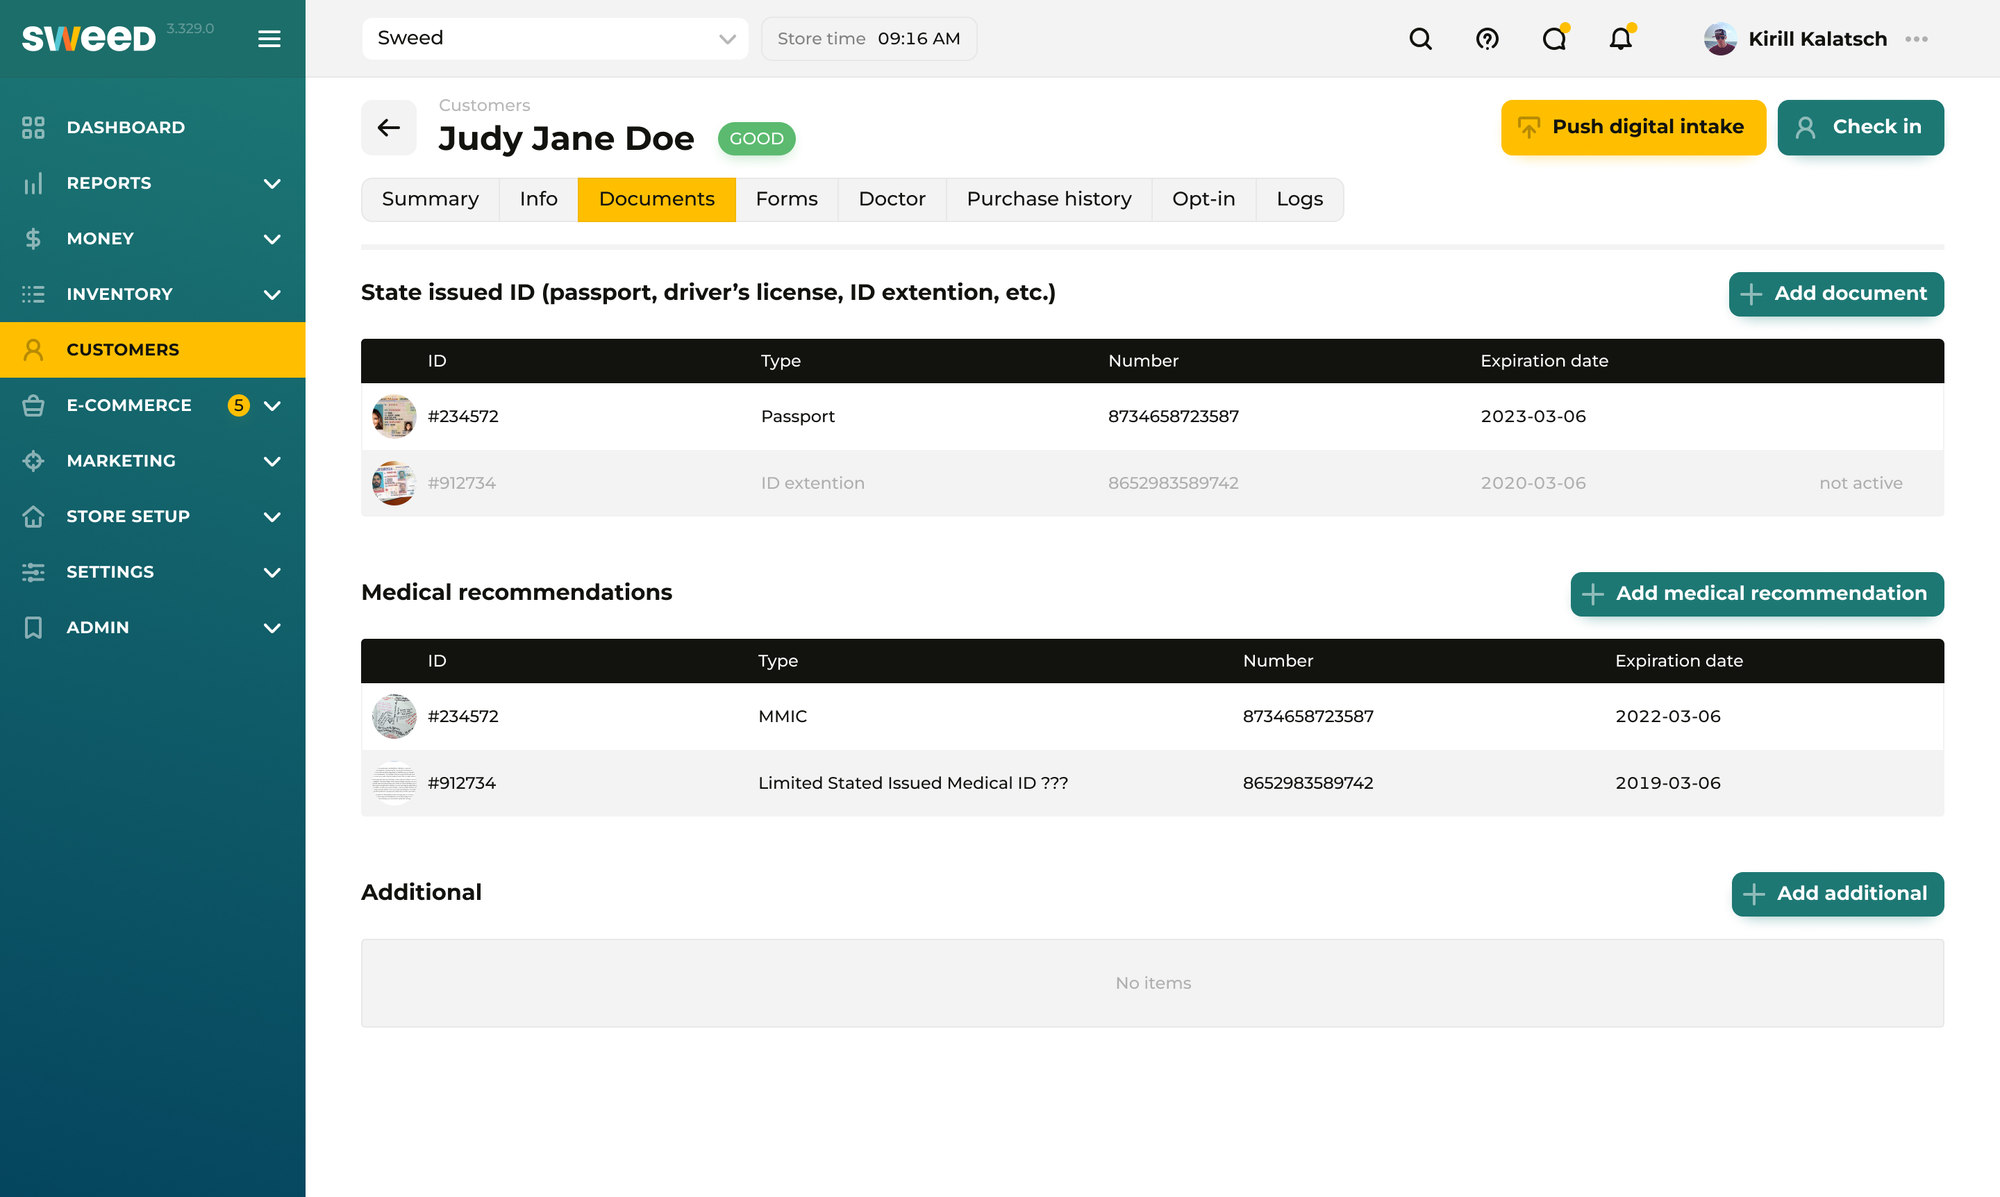 sweed 3.329.0
Sweed
Store time 09:16 AM
Kirill Kalatsch
DASHBOARD
REPORTS
MONEY
INVENTORY
CUSTOMERS
E-COMMERCE 5
MARKETING
STORE SETUP
SETTINGS
ADMIN
Customers
Judy Jane Doe GOOD
Push digital intake
Check in
Summary Info Documents Forms Doctor Purchase history Opt-in Logs
State issued ID (passport, driver’s license, ID extention, etc.)
Add document
ID Type Number Expiration date
#234572 Passport 8734658723587 2023-03-06
#912734 ID extention 8652983589742 2020-03-06 not active
Medical recommendations
Add medical recommendation
ID Type Number Expiration date
#234572 MMIC 8734658723587 2022-03-06
#912734 Limited Stated Issued Medical ID ??? 8652983589742 2019-03-06
Additional
Add additional
No items